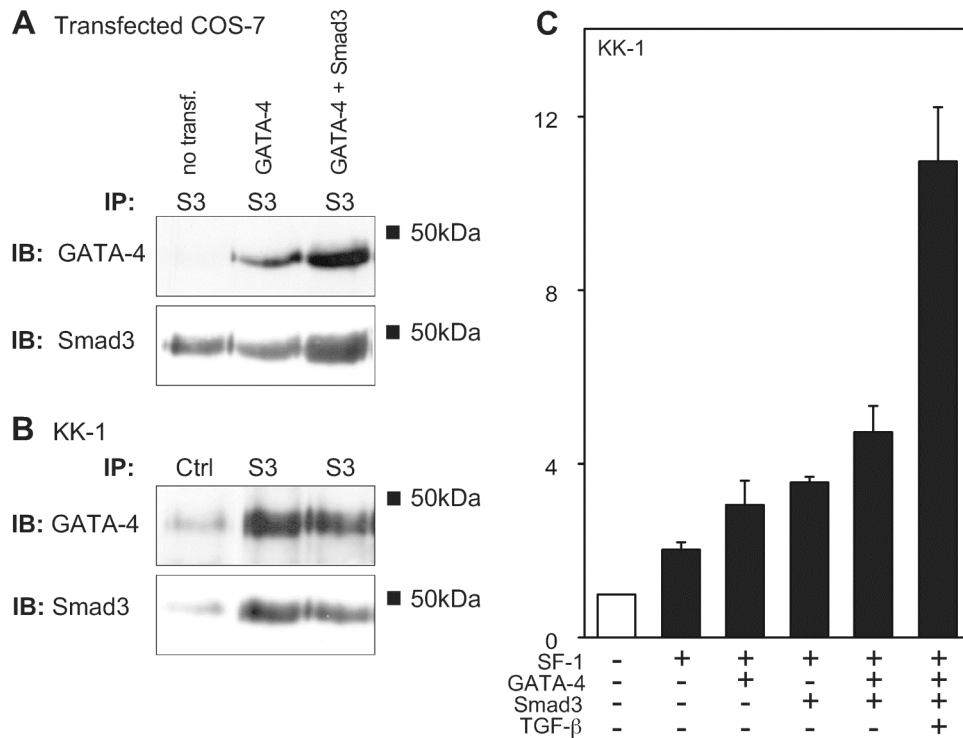 A Transfected COS-7
no transf.
GATA-4
GATA-4 + Smad3
IP: S3 S3 S3
IB: GATA-4
50kDa
IB: Smad3
50kDa
B KK-1
IP: Ctrl S3 S3
IB: GATA-4
50kDa
IB: Smad3
50kDa
C
KK-1
12
8
4
0
SF-1 - + + + + +
GATA-4 - - + - + +
Smad3 - - - + + +
TGF-β - - - - - +